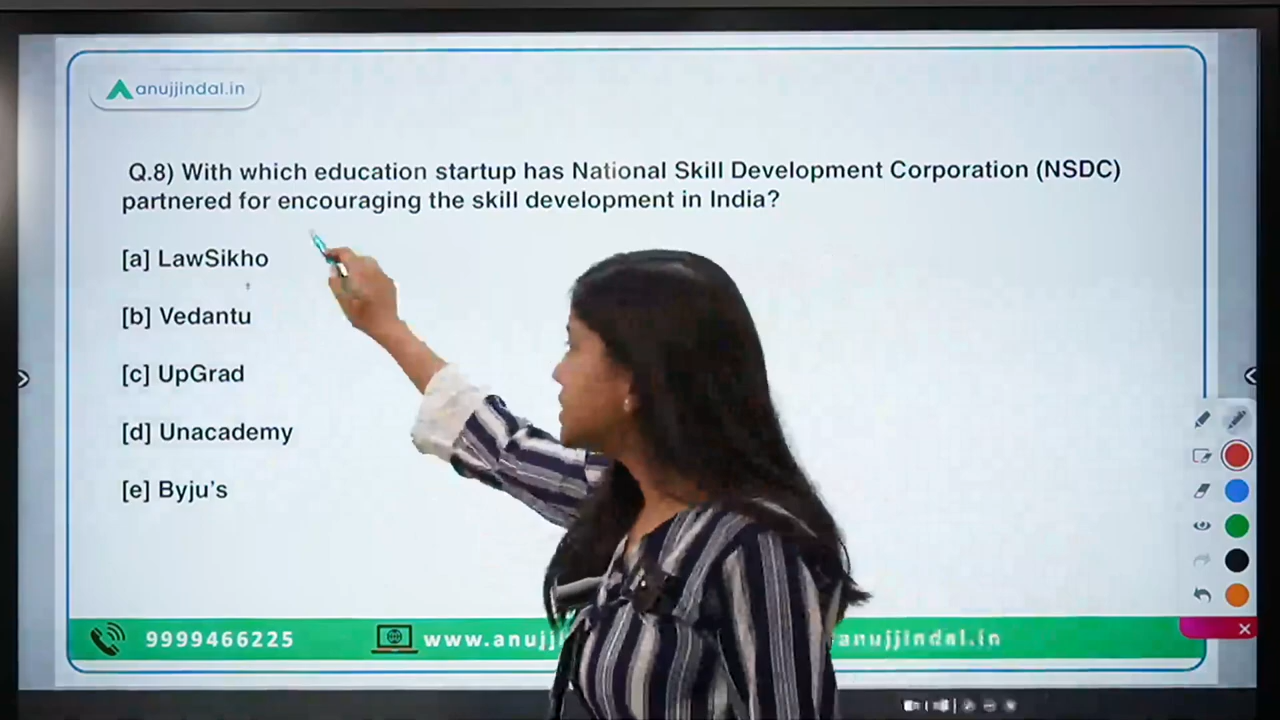 anujjindal.in
Q.8) With which education startup has National Skill Development Corporation (NSDC)
partnered for encouraging the skill development in India?
[a] LawSikho
[b] Vedantu
[c] UpGrad
[d] Unacademy
[e] Byju's
9999466225 www.anujj anujjindal.in